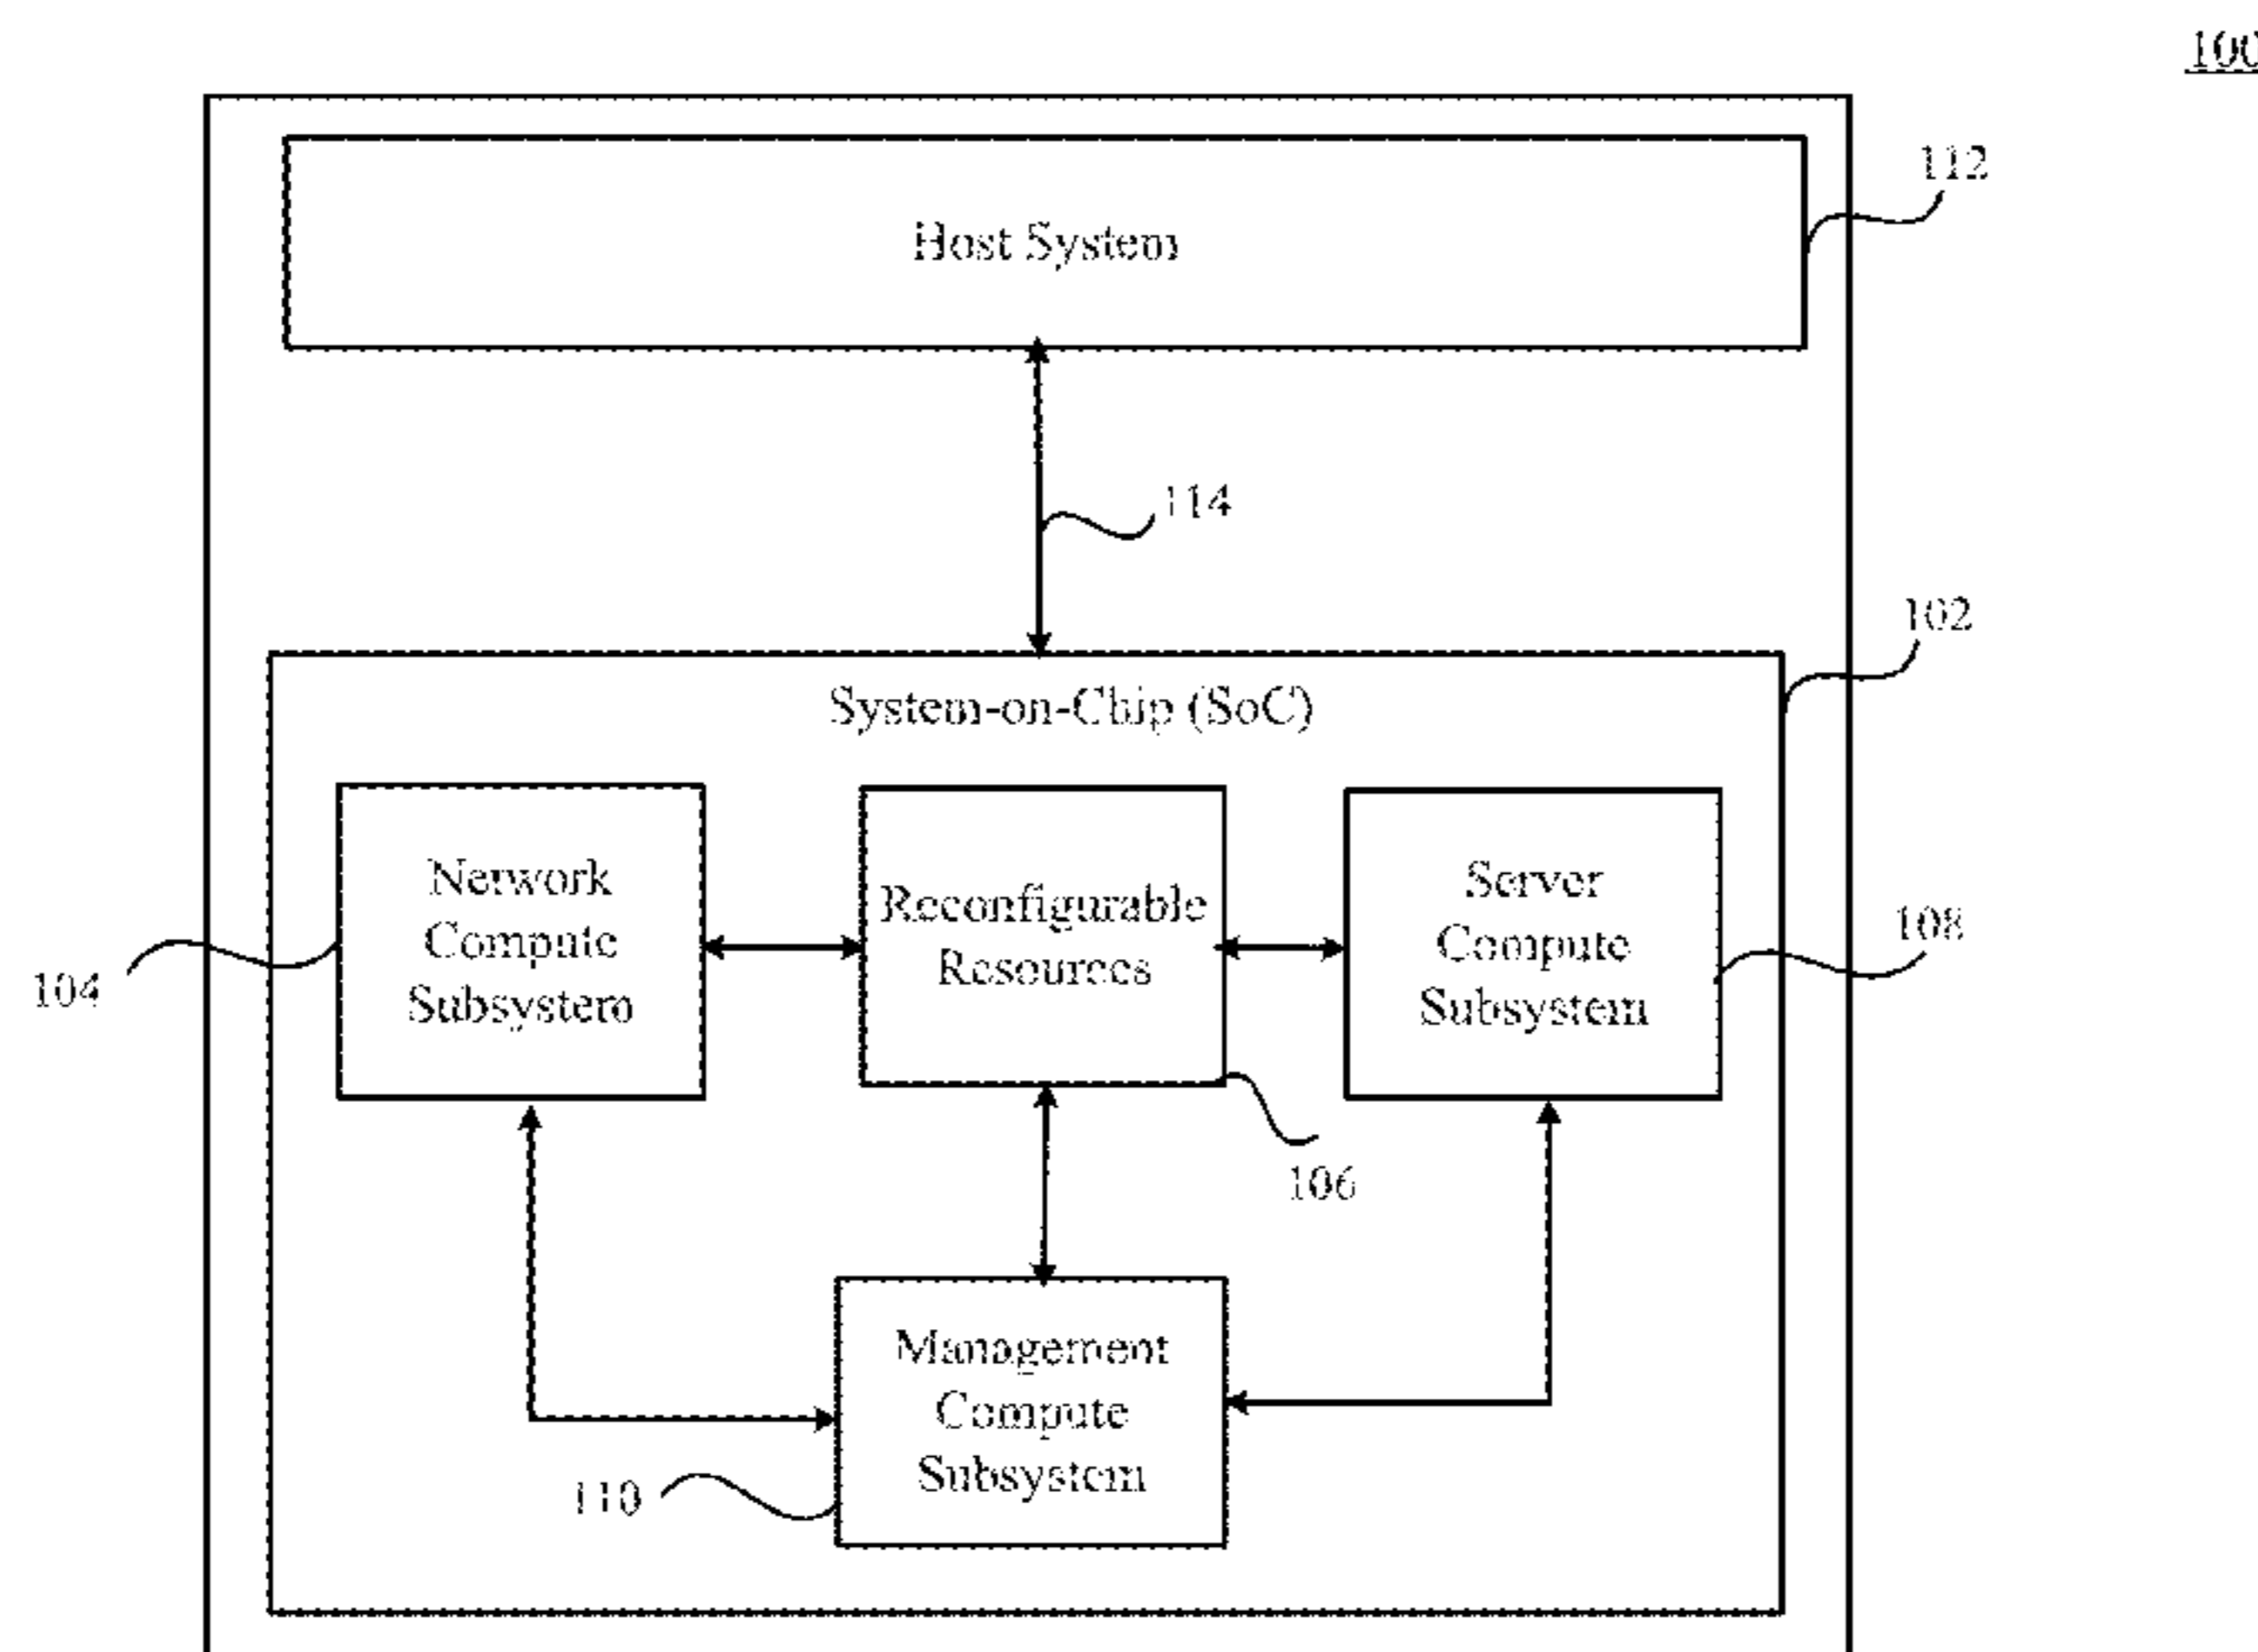 100
112
Host System
114
102
System-on-Chip (SoC)
Network
Compute
Subsystem
Reconfigurable
Resources
Server
Compute
Subsystem
108
104
106
Management
Compute
Subsystem
110